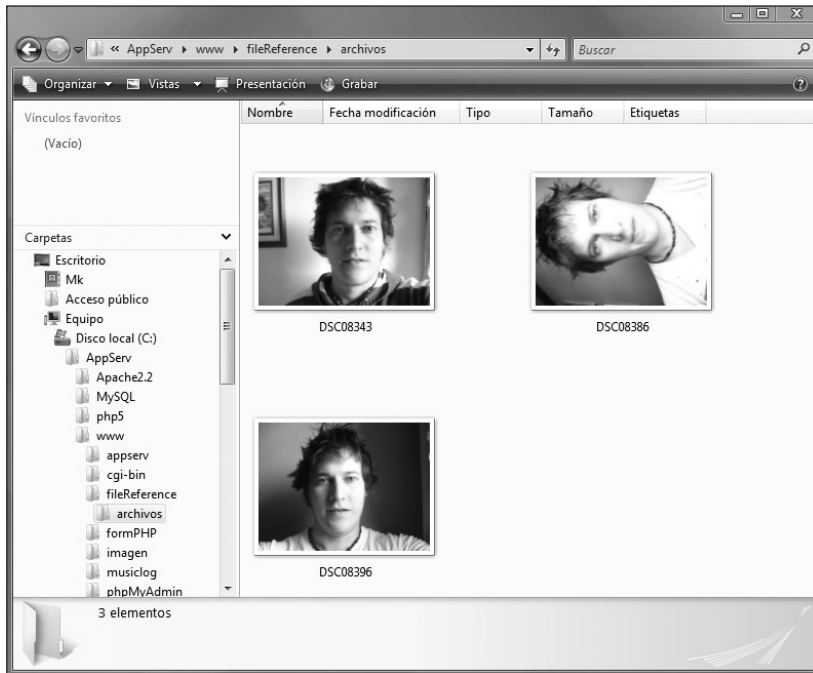 « AppServ www fileReference archivos Buscar
Organizar Vistas Presentación Grabar
Vínculos favoritos
(Vacío)
Nombre Fecha modificación Tipo Tamaño Etiquetas
Carpetas
Escritorio
Mk
Acceso público
Equipo
Disco local (C:)
AppServ
Apache2.2
MySQL
php5
www
appserv
cgi-bin
fileReference
archivos
formPHP
imagen
musiclog
phpMyAdmin
DSC08343
DSC08386
DSC08396
3 elementos